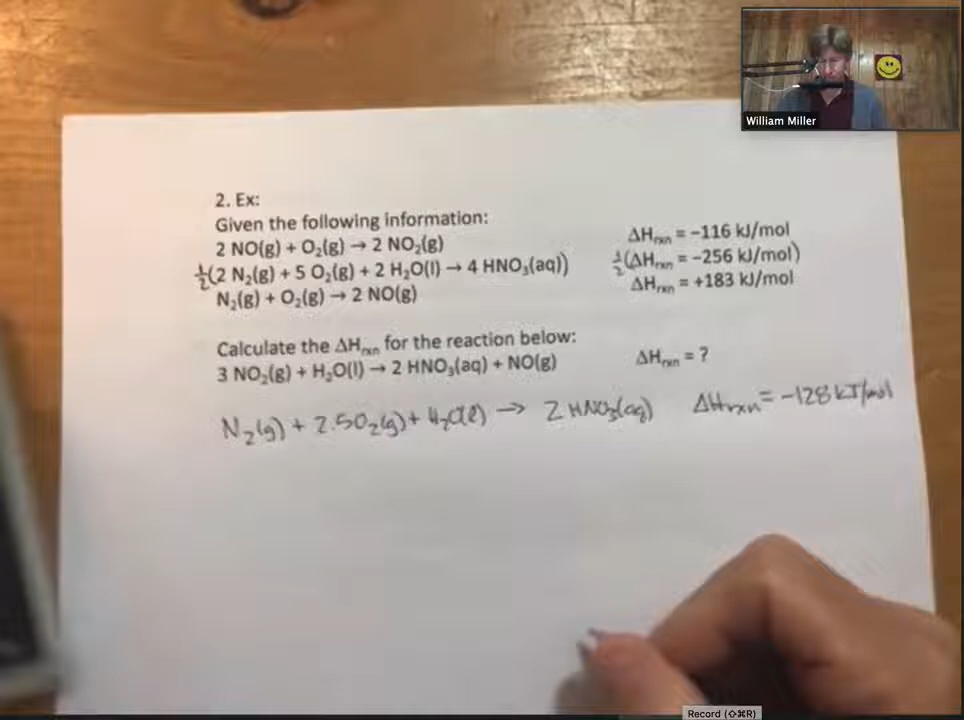 William Miller
2. Ex:
Given the following information:
2 NO(g) + O₂(g) → 2 NO₂(g) ΔHrxn = −116 kJ/mol
½(2 N₂(g) + 5 O₂(g) + 2 H₂O(l) → 4 HNO₃(aq)) ½(ΔHrxn = −256 kJ/mol)
N₂(g) + O₂(g) → 2 NO(g) ΔHrxn = +183 kJ/mol
Calculate the ΔHrxn for the reaction below:
3 NO₂(g) + H₂O(l) → 2 HNO₃(aq) + NO(g) ΔHrxn = ?
N₂(g) + 2.5O₂(g) + H₂O(l) → 2 HNO₃(aq) ΔHrxn = -128 kJ/mol
Record (⇧⌘R)